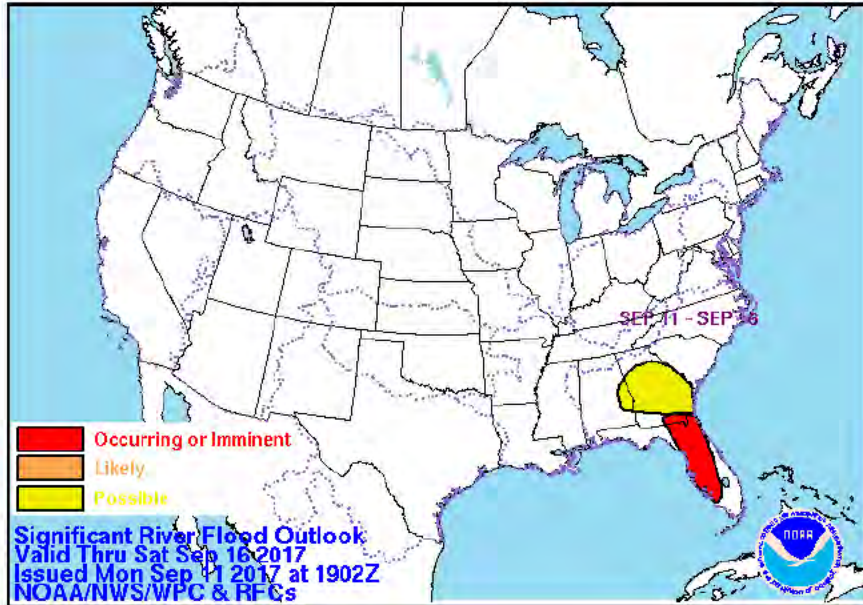 SEP 11 - SEP 16
Occurring or Imminent
Likely
Possible
Significant River Flood Outlook
Valid Thru Sat Sep 16 2017
Issued Mon Sep 11 2017 at 1902Z
NOAA/NWS/WPC & RFCs
NOAA